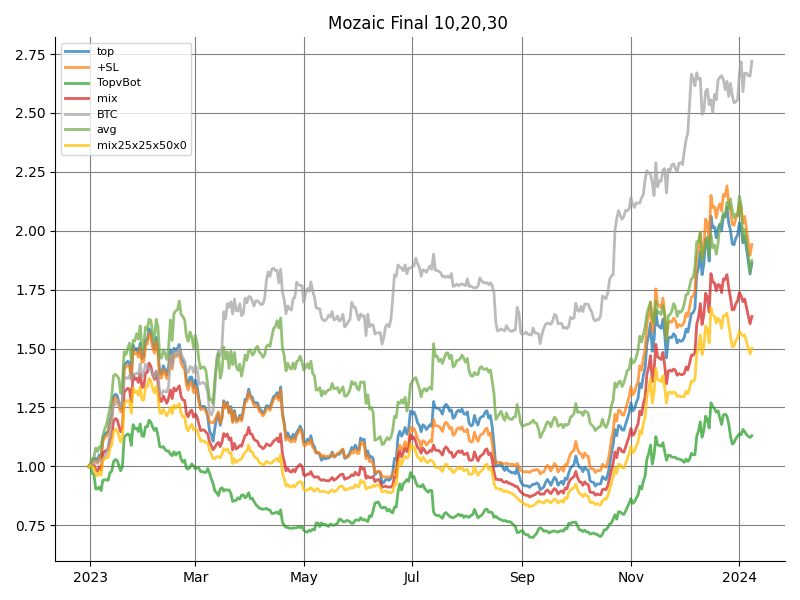 Mozaic Final 10,20,30
top
+SL
TopvBot
mix
BTC
avg
mix25x25x50x0
2.75
2.50
2.25
2.00
1.75
1.50
1.25
1.00
0.75
2023 Mar May Jul Sep Nov 2024